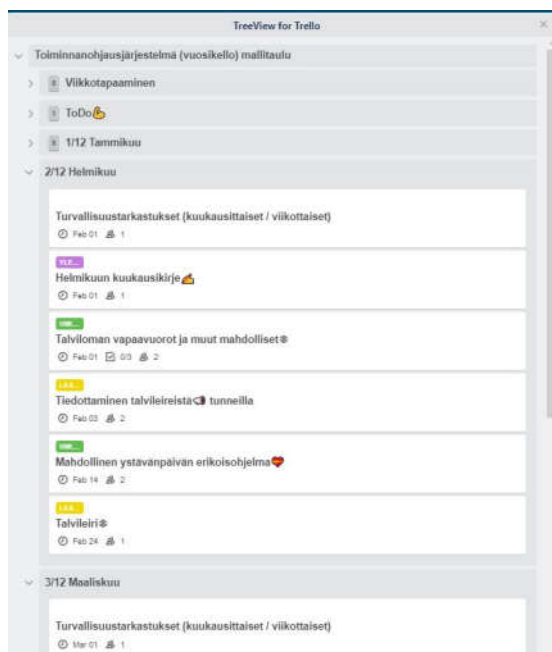 TreeView for Trello
Toiminnanohjausjärjestelmä (vuosikello) mallitaulu
Viikkotapaaminen
ToDo💪
1/12 Tammikuu
2/12 Helmikuu
Turvallisuustarkastukset (kuukausittaiset / viikottaiset)
Feb 01 1
Helmikuun kuukausikirje✍
Feb 01 1
Talviloman vapaavuorot ja muut mahdolliset❄
Feb 01 0/3 2
Tiedottaminen talvileireistä📢 tunneilla
Feb 03 2
Mahdollinen ystävänpäivän erikoisohjelma💝
Feb 14 2
Talvileiri❄
Feb 24 1
3/12 Maaliskuu
Turvallisuustarkastukset (kuukausittaiset / viikottaiset)
Mar 01 1